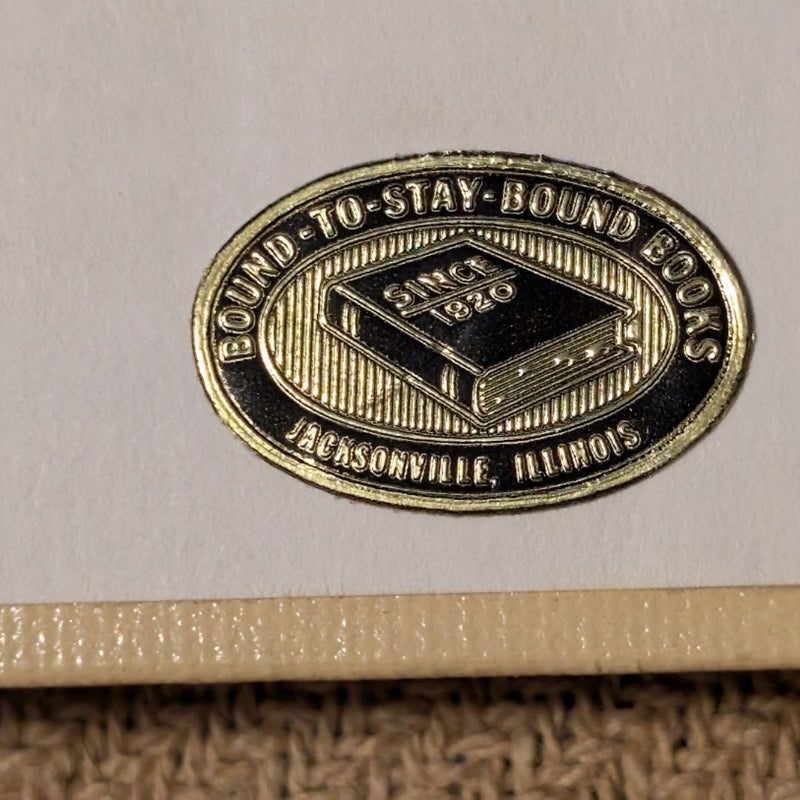 BOUND-TO-STAY-BOUND BOOKS
SINCE
1920
JACKSONVILLE, ILLINOIS